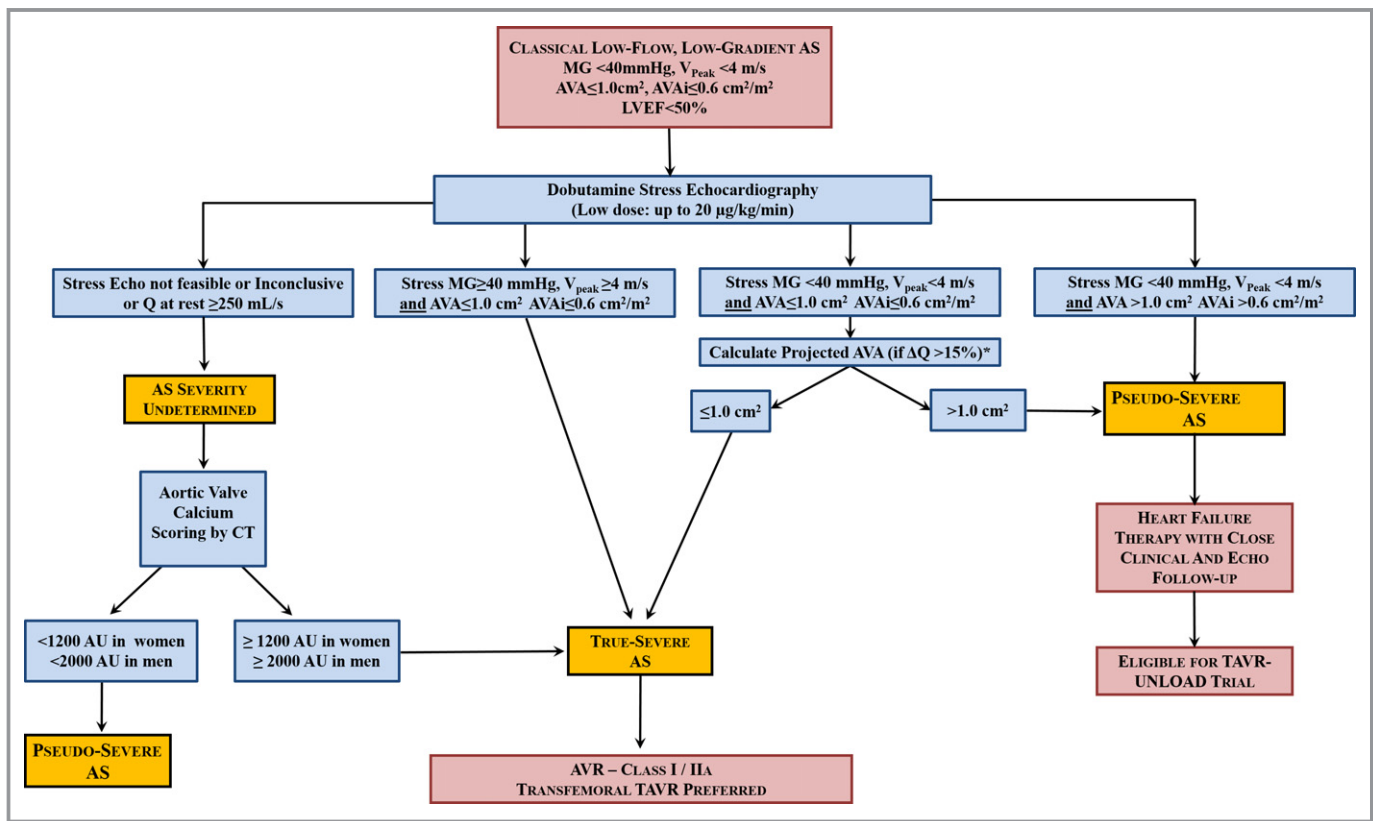 CLASSICAL LOW-FLOW, LOW-GRADIENT AS
MG <40mmHg, VPeak <4 m/s
AVA≤1.0cm², AVAi≤0.6 cm²/m²
LVEF<50%
Dobutamine Stress Echocardiography
(Low dose: up to 20 µg/kg/min)
Stress Echo not feasible or Inconclusive
or Q at rest ≥250 mL/s
Stress MG≥40 mmHg, Vpeak ≥4 m/s
and AVA≤1.0 cm² AVAi≤0.6 cm²/m²
Stress MG <40 mmHg, Vpeak<4 m/s
and AVA≤1.0 cm² AVAi≤0.6 cm²/m²
Stress MG <40 mmHg, VPeak <4 m/s
and AVA >1.0 cm² AVAi >0.6 cm²/m²
Calculate Projected AVA (if ΔQ >15%)*
AS SEVERITY
UNDETERMINED
≤1.0 cm²
>1.0 cm²
PSEUDO-SEVERE
AS
Aortic Valve
Calcium
Scoring by CT
HEART FAILURE
THERAPY WITH CLOSE
CLINICAL AND ECHO
FOLLOW-UP
<1200 AU in women
<2000 AU in men
≥ 1200 AU in women
≥ 2000 AU in men
TRUE-SEVERE
AS
ELIGIBLE FOR TAVR-
UNLOAD TRIAL
PSEUDO-SEVERE
AS
AVR – CLASS I / IIA
TRANSFEMORAL TAVR PREFERRED